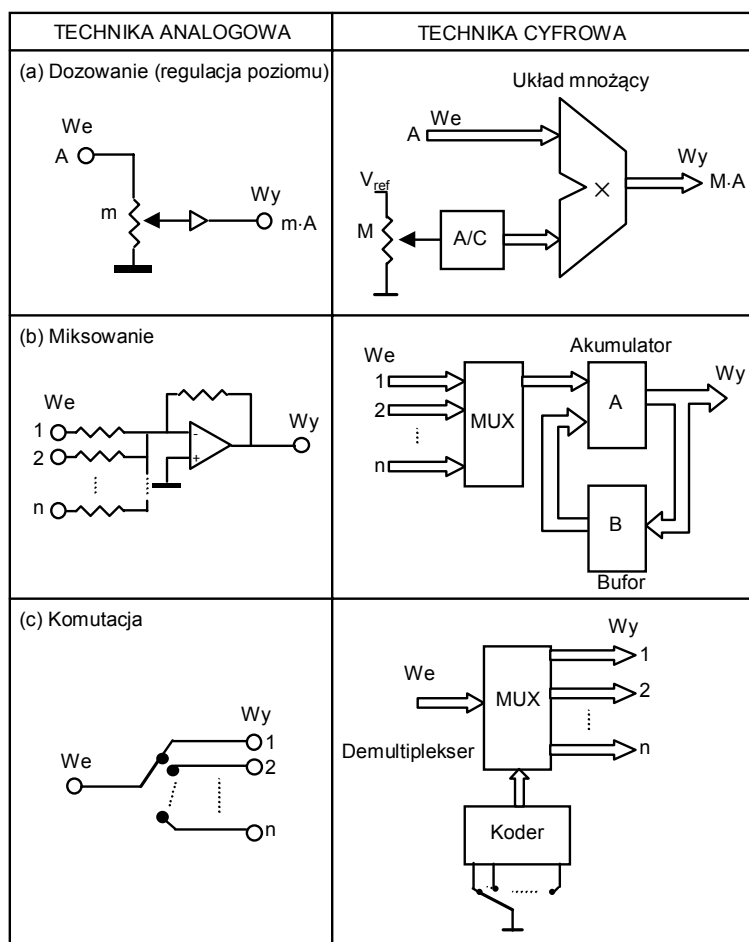 TECHNIKA ANALOGOWA
TECHNIKA CYFROWA
(a) Dozowanie (regulacja poziomu)
We
A
m
Wy
m·A
Układ mnożący
We
A
Vref
M
A/C
×
Wy
M·A
(b) Miksowanie
We
1
2
n
-
+
Wy
We
1
2
n
MUX
Akumulator
A
Wy
B
Bufor
(c) Komutacja
We
Wy
1
2
n
We
MUX
Demultiplekser
Wy
1
2
n
Koder